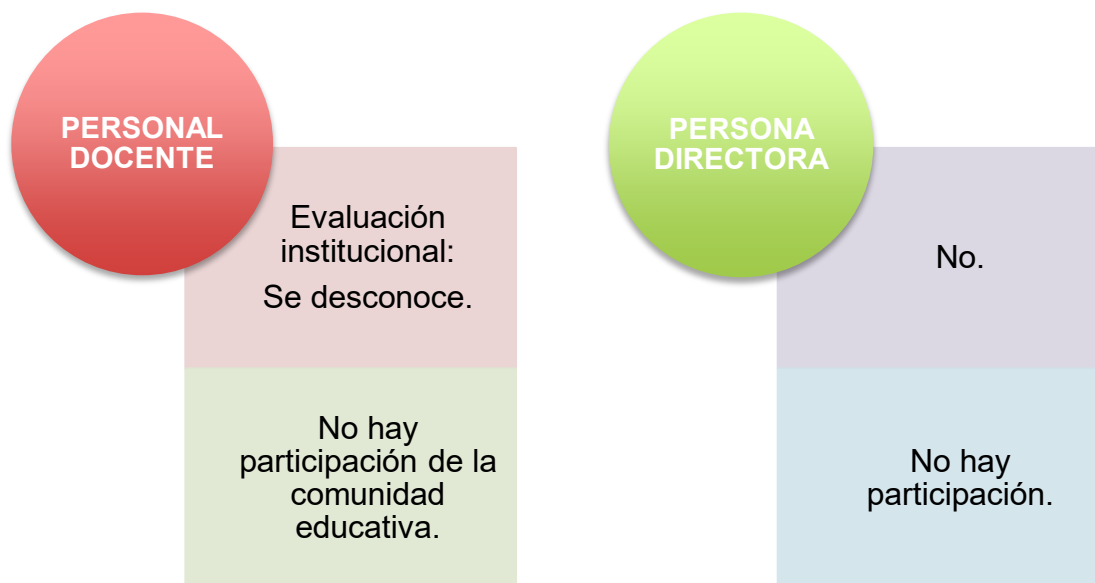 PERSONAL
DOCENTE
Evaluación
institucional:
Se desconoce.
No hay
participación de la
comunidad
educativa.
PERSONA
DIRECTORA
No.
No hay
participación.